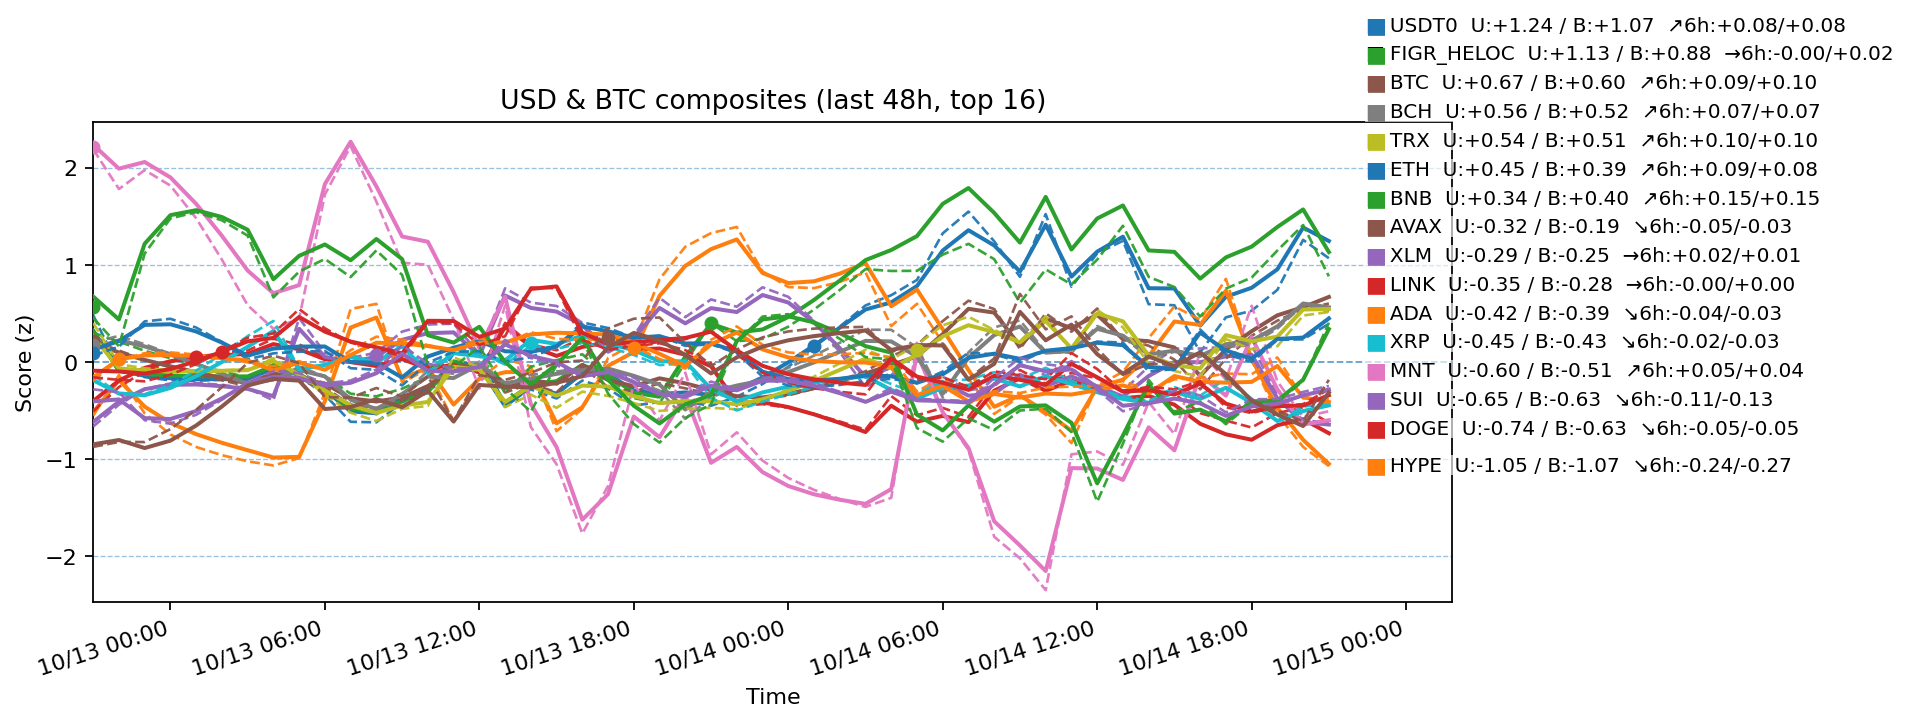 USDT0 U:+1.24 / B:+1.07 ↗6h:+0.08/+0.08
FIGR_HELOC U:+1.13 / B:+0.88 →6h:-0.00/+0.02
BTC U:+0.67 / B:+0.60 ↗6h:+0.09/+0.10
BCH U:+0.56 / B:+0.52 ↗6h:+0.07/+0.07
TRX U:+0.54 / B:+0.51 ↗6h:+0.10/+0.10
ETH U:+0.45 / B:+0.39 ↗6h:+0.09/+0.08
BNB U:+0.34 / B:+0.40 ↗6h:+0.15/+0.15
AVAX U:-0.32 / B:-0.19 ↘6h:-0.05/-0.03
XLM U:-0.29 / B:-0.25 →6h:+0.02/+0.01
LINK U:-0.35 / B:-0.28 →6h:-0.00/+0.00
ADA U:-0.42 / B:-0.39 ↘6h:-0.04/-0.03
XRP U:-0.45 / B:-0.43 ↘6h:-0.02/-0.03
MNT U:-0.60 / B:-0.51 ↗6h:+0.05/+0.04
SUI U:-0.65 / B:-0.63 ↘6h:-0.11/-0.13
DOGE U:-0.74 / B:-0.63 ↘6h:-0.05/-0.05
HYPE U:-1.05 / B:-1.07 ↘6h:-0.24/-0.27
USD & BTC composites (last 48h, top 16)
Score (z)
2
1
0
−1
−2
10/13 00:00
10/13 06:00
10/13 12:00
10/13 18:00
10/14 00:00
10/14 06:00
10/14 12:00
10/14 18:00
10/15 00:00
Time